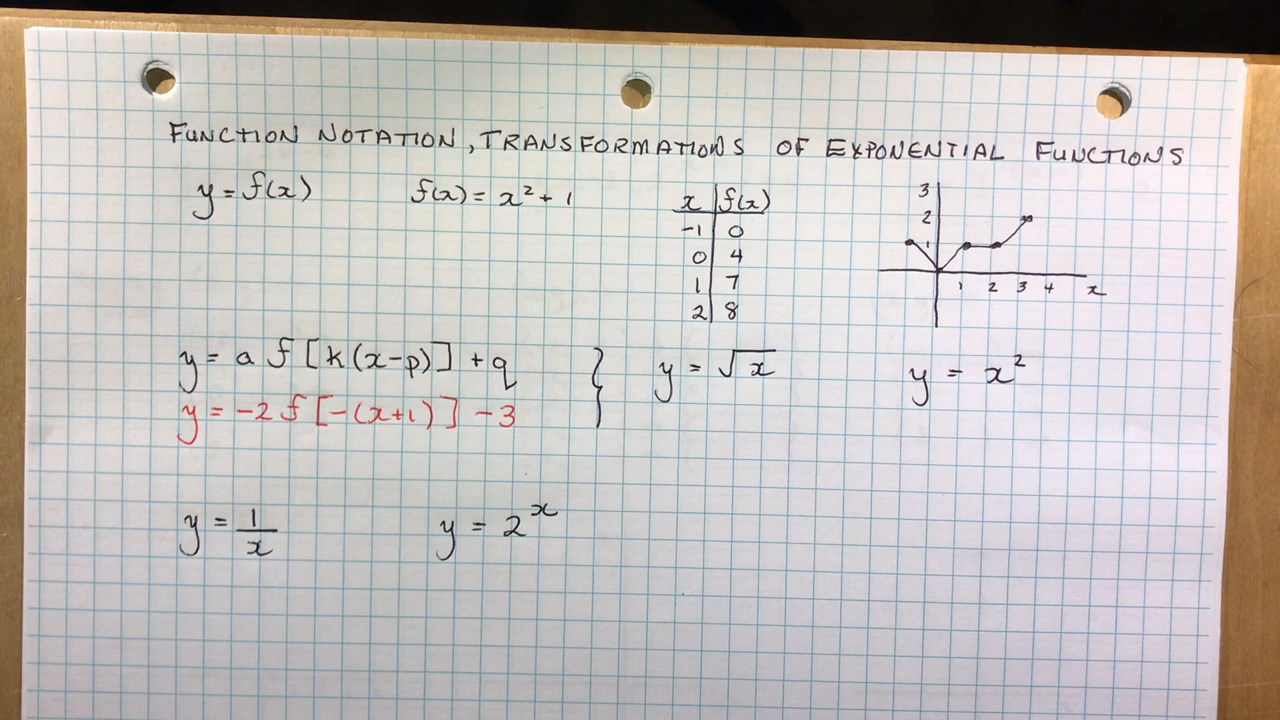 FUNCTION NOTATION, TRANSFORMATIONS OF EXPONENTIAL FUNCTIONS
y = f(x)
f(x) = x² + 1
x f(x)
-1 0
0 4
1 7
2 8
3
2
1
1 2 3 4 x
y = a f [k(x-p)] + q
y = -2 f [-(x+1)] - 3
y = √x
y = x²
y = 1/x
y = 2ˣ